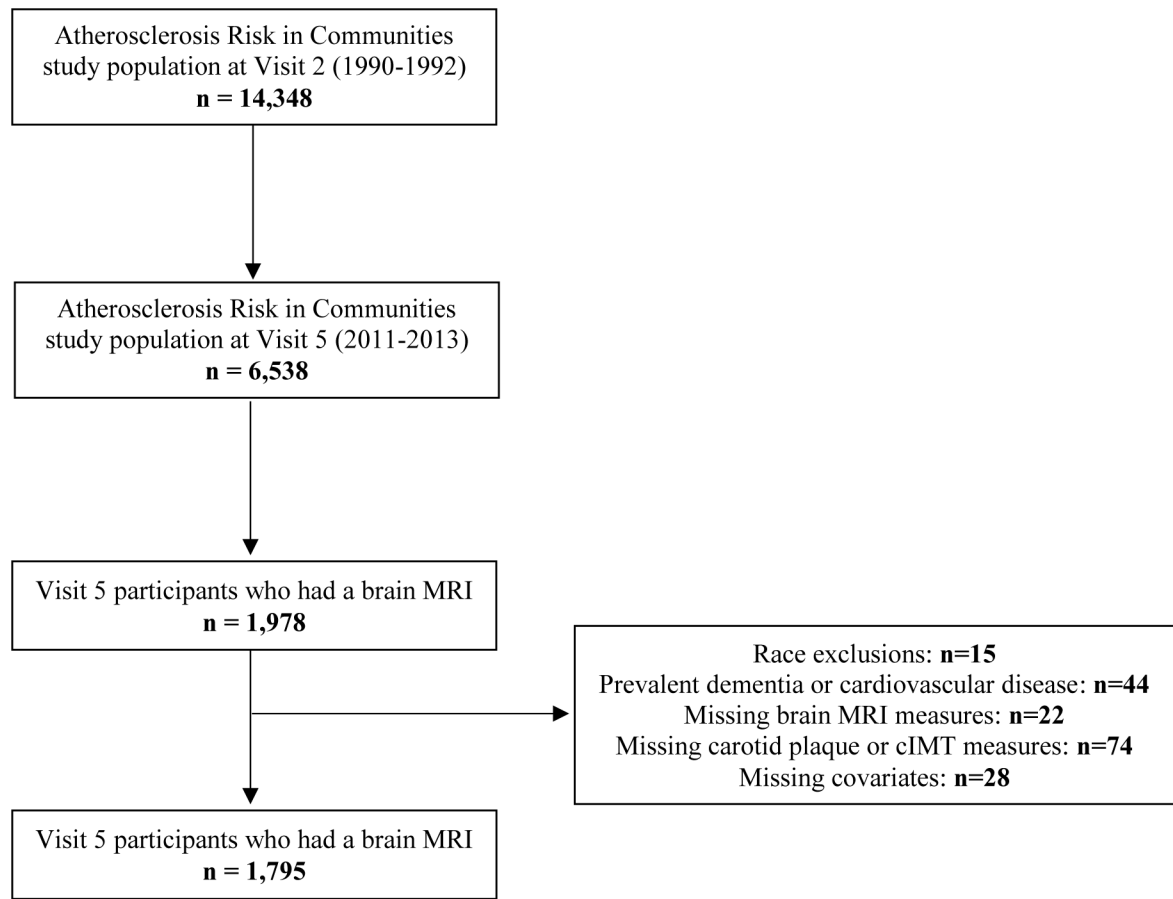 Atherosclerosis Risk in Communities
study population at Visit 2 (1990-1992)
n = 14,348
Atherosclerosis Risk in Communities
study population at Visit 5 (2011-2013)
n = 6,538
Visit 5 participants who had a brain MRI
n = 1,978
Race exclusions: n=15
Prevalent dementia or cardiovascular disease: n=44
Missing brain MRI measures: n=22
Missing carotid plaque or cIMT measures: n=74
Missing covariates: n=28
Visit 5 participants who had a brain MRI
n = 1,795